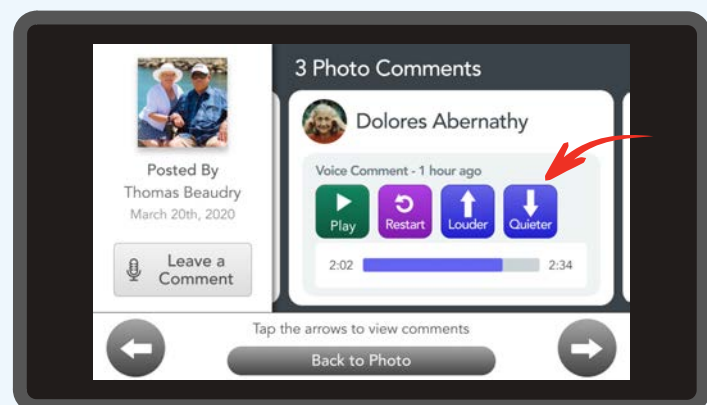 Posted By
Thomas Beaudry
March 20th, 2020
Leave a
Comment
3 Photo Comments
Dolores Abernathy
Voice Comment - 1 hour ago
Play
Restart
Louder
Quieter
2:02
2:34
Tap the arrows to view comments
Back to Photo